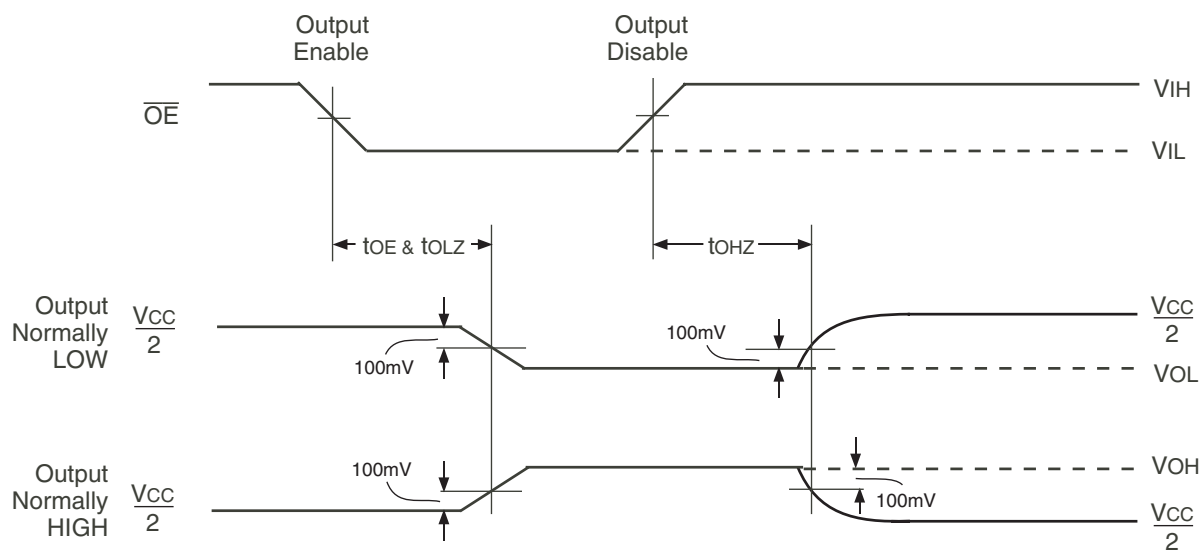 Output
Enable
Output
Disable
OE
VIH
VIL
tOE & tOLZ
tOHZ
Output
Normally
LOW
VCC
2
100mV
100mV
VCC
2
VOL
Output
Normally
HIGH
VCC
2
100mV
100mV
VOH
VCC
2